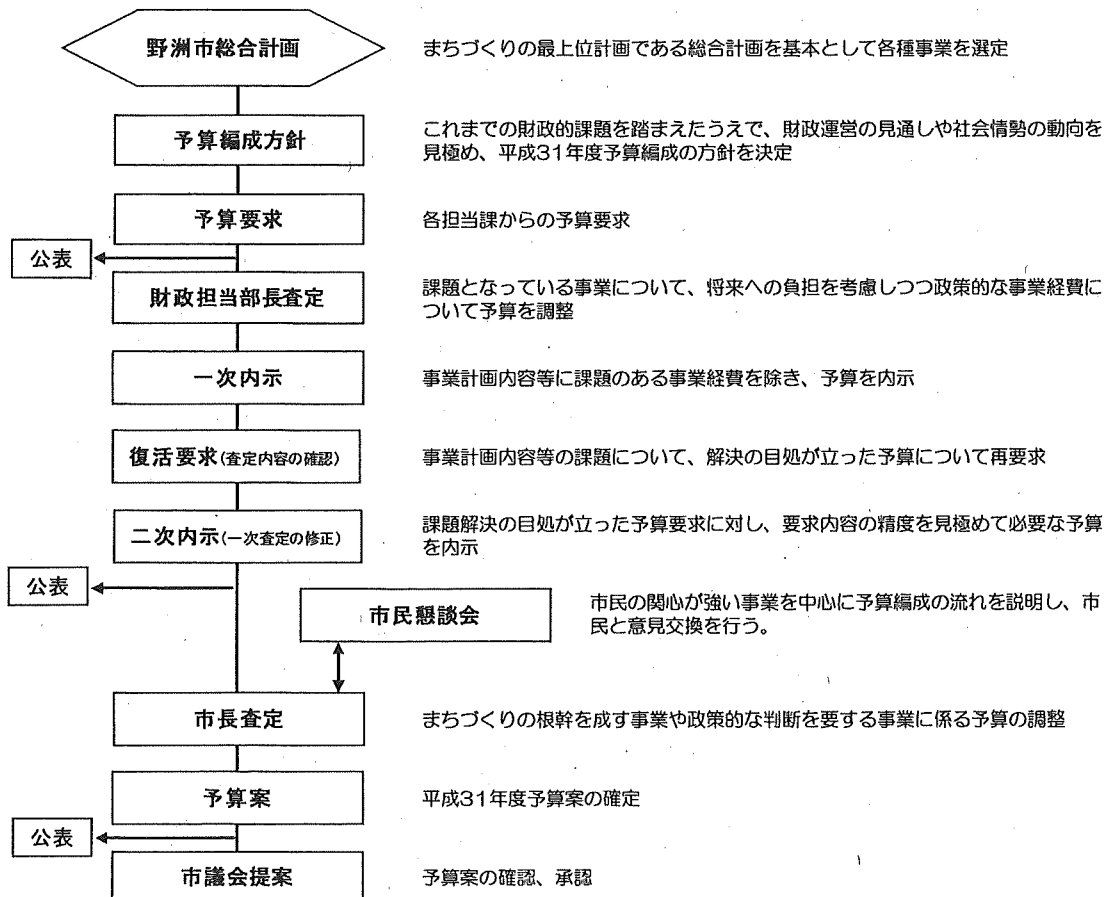 野洲市総合計画
まちづくりの最上位計画である総合計画を基本として各種事業を選定
予算編成方針
これまでの財政的課題を踏まえたうえで、財政運営の見通しや社会情勢の動向を
見極め、平成31年度予算編成の方針を決定
予算要求
各担当課からの予算要求
公表
財政担当部長査定
課題となっている事業について、将来への負担を考慮しつつ政策的な事業経費に
ついて予算を調整
一次内示
事業計画内容等に課題のある事業経費を除き、予算を内示
復活要求(査定内容の確認)
事業計画内容等の課題について、解決の目処が立った予算について再要求
二次内示(一次査定の修正)
課題解決の目処が立った予算要求に対し、要求内容の精度を見極めて必要な予算
を内示
公表
市民懇談会
市民の関心が強い事業を中心に予算編成の流れを説明し、市
民と意見交換を行う。
市長査定
まちづくりの根幹を成す事業や政策的な判断を要する事業に係る予算の調整
予算案
平成31年度予算案の確定
公表
市議会提案
予算案の確認、承認